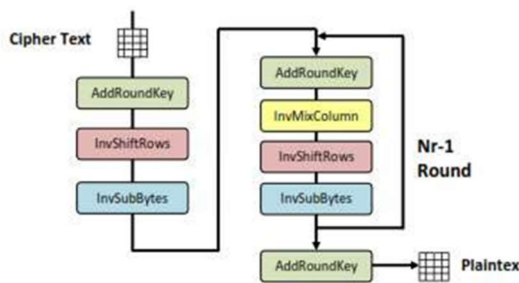 Cipher Text
AddRoundKey
InvShiftRows
InvSubBytes
AddRoundKey
InvMixColumn
InvShiftRows
InvSubBytes
Nr-1
Round
AddRoundKey
Plaintex